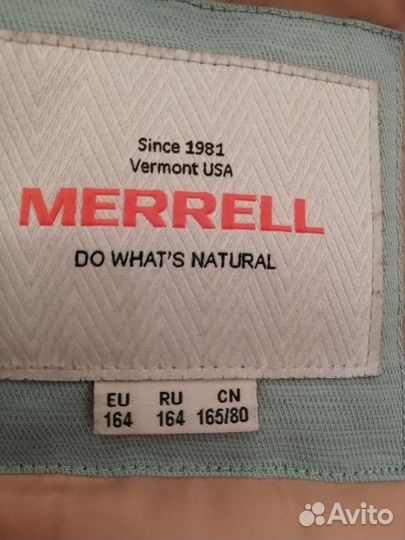 Since 1981
Vermont USA
MERRELL
DO WHAT'S NATURAL
EU RU CN
164 164 165/80
Avito